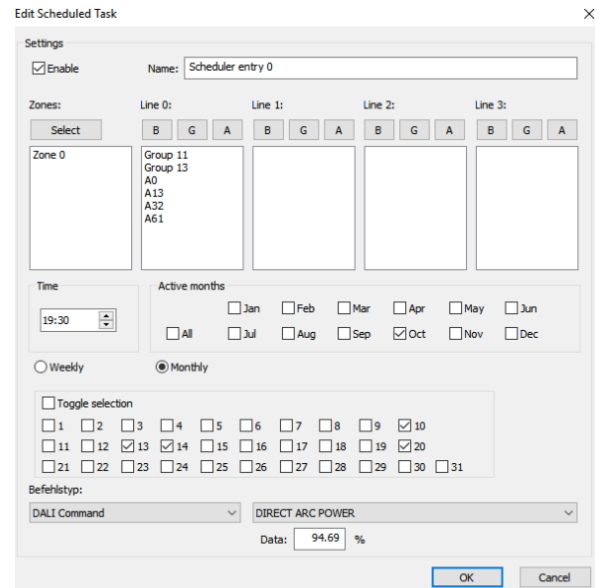 Edit Scheduled Task
Settings
Enable Name: Scheduler entry 0
Zones: Line 0: Line 1: Line 2: Line 3:
Select B G A B G A B G A B G A
Zone 0 Group 11
Group 13
A0
A13
A32
A61
Time Active months
19:30
Jan Feb Mar Apr May Jun
All Jul Aug Sep Oct Nov Dec
Weekly Monthly
Toggle selection
1 2 3 4 5 6 7 8 9 10
11 12 13 14 15 16 17 18 19 20
21 22 23 24 25 26 27 28 29 30 31
Befehlstyp:
DALI Command DIRECT ARC POWER
Data: 94.69 %
OK Cancel